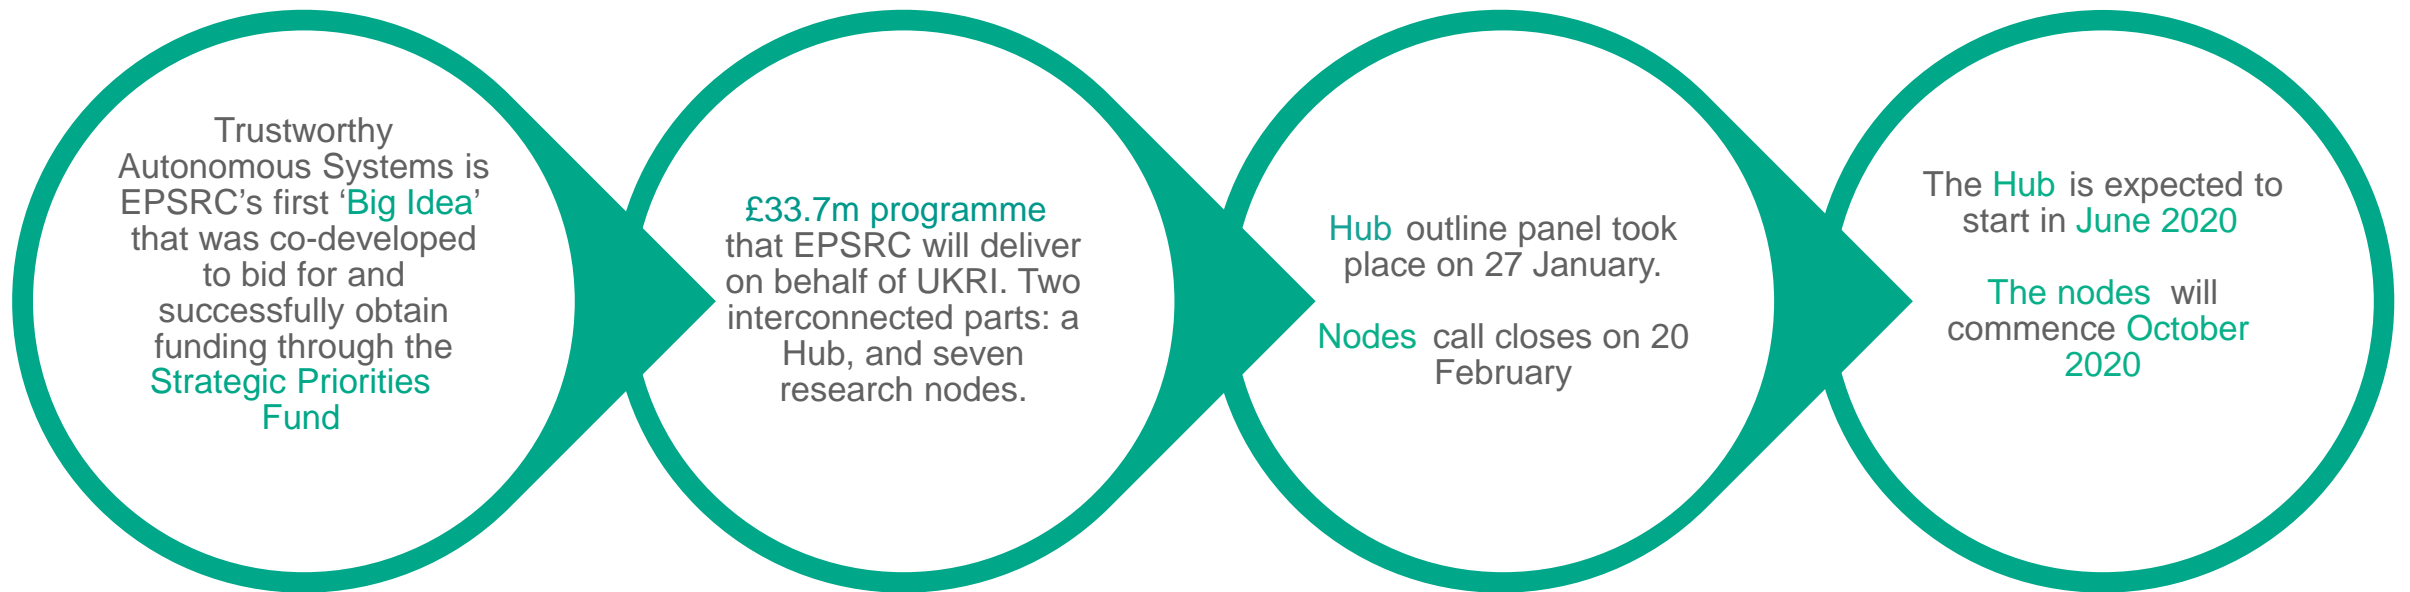 Trustworthy
Autonomous Systems is
EPSRC’s first ‘Big Idea’
that was co-developed
to bid for and
successfully obtain
funding through the
Strategic Priorities
Fund
£33.7m programme
that EPSRC will deliver
on behalf of UKRI. Two
interconnected parts: a
Hub, and seven
research nodes.
Hub outline panel took
place on 27 January.
Nodes call closes on 20
February
The Hub is expected to
start in June 2020
The nodes will
commence October
2020